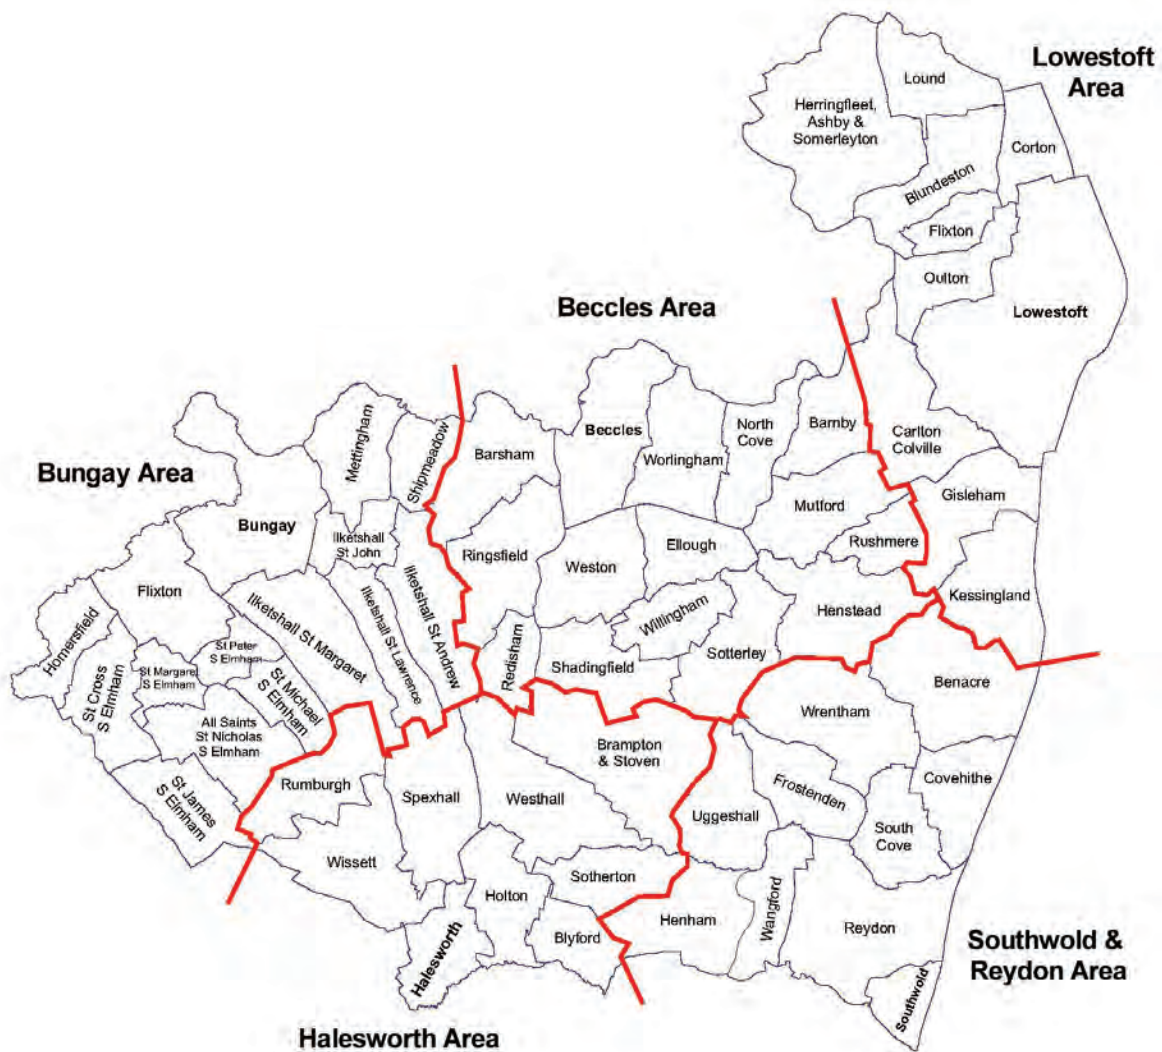 Lowestoft
Area
Lound
Herringfleet,
Ashby &
Somerleyton
Corton
Blundeston
Flixton
Oulton
Lowestoft
Beccles Area
Carlton
Colville
Gisleham
Kessingland
Beccles
Worlingham
North
Cove
Barnby
Barsham
Mutford
Rushmere
Ringsfield
Weston
Ellough
Willingham
Henstead
Redisham
Shadingfield
Sotterley
Bungay Area
Mettingham
Shipmeadow
Bungay
Ilketshall
St John
Flixton
Homersfield
Ilketshall St Margaret
Ilketshall St Lawrence
Ilketshall St Andrew
St Peter
S Elmham
St Margaret
S Elmham
St Cross
S Elmham
St Michael
S Elmham
All Saints
St Nicholas
S Elmham
St James
S Elmham
Rumburgh
Spexhall
Westhall
Brampton
& Stoven
Wissett
Holton
Sotherton
Blyford
Halesworth
Halesworth Area
Benacre
Wrentham
Covehithe
Frostenden
Uggeshall
South
Cove
Wangford
Henham
Reydon
Southwold
Southwold &
Reydon Area